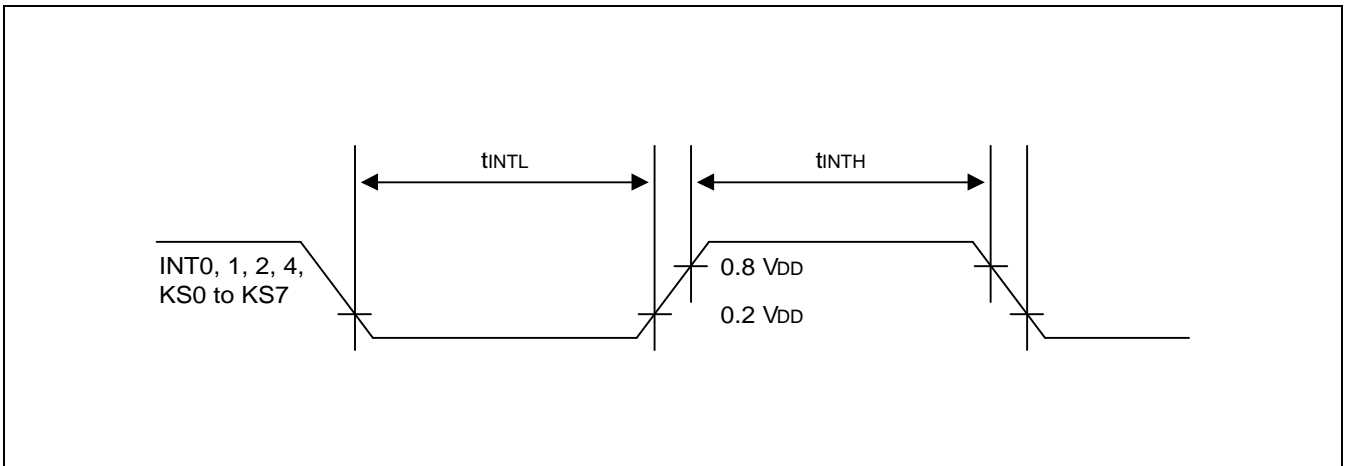 tINTL
tINTH
INT0, 1, 2, 4,
KS0 to KS7
0.8 VDD
0.2 VDD